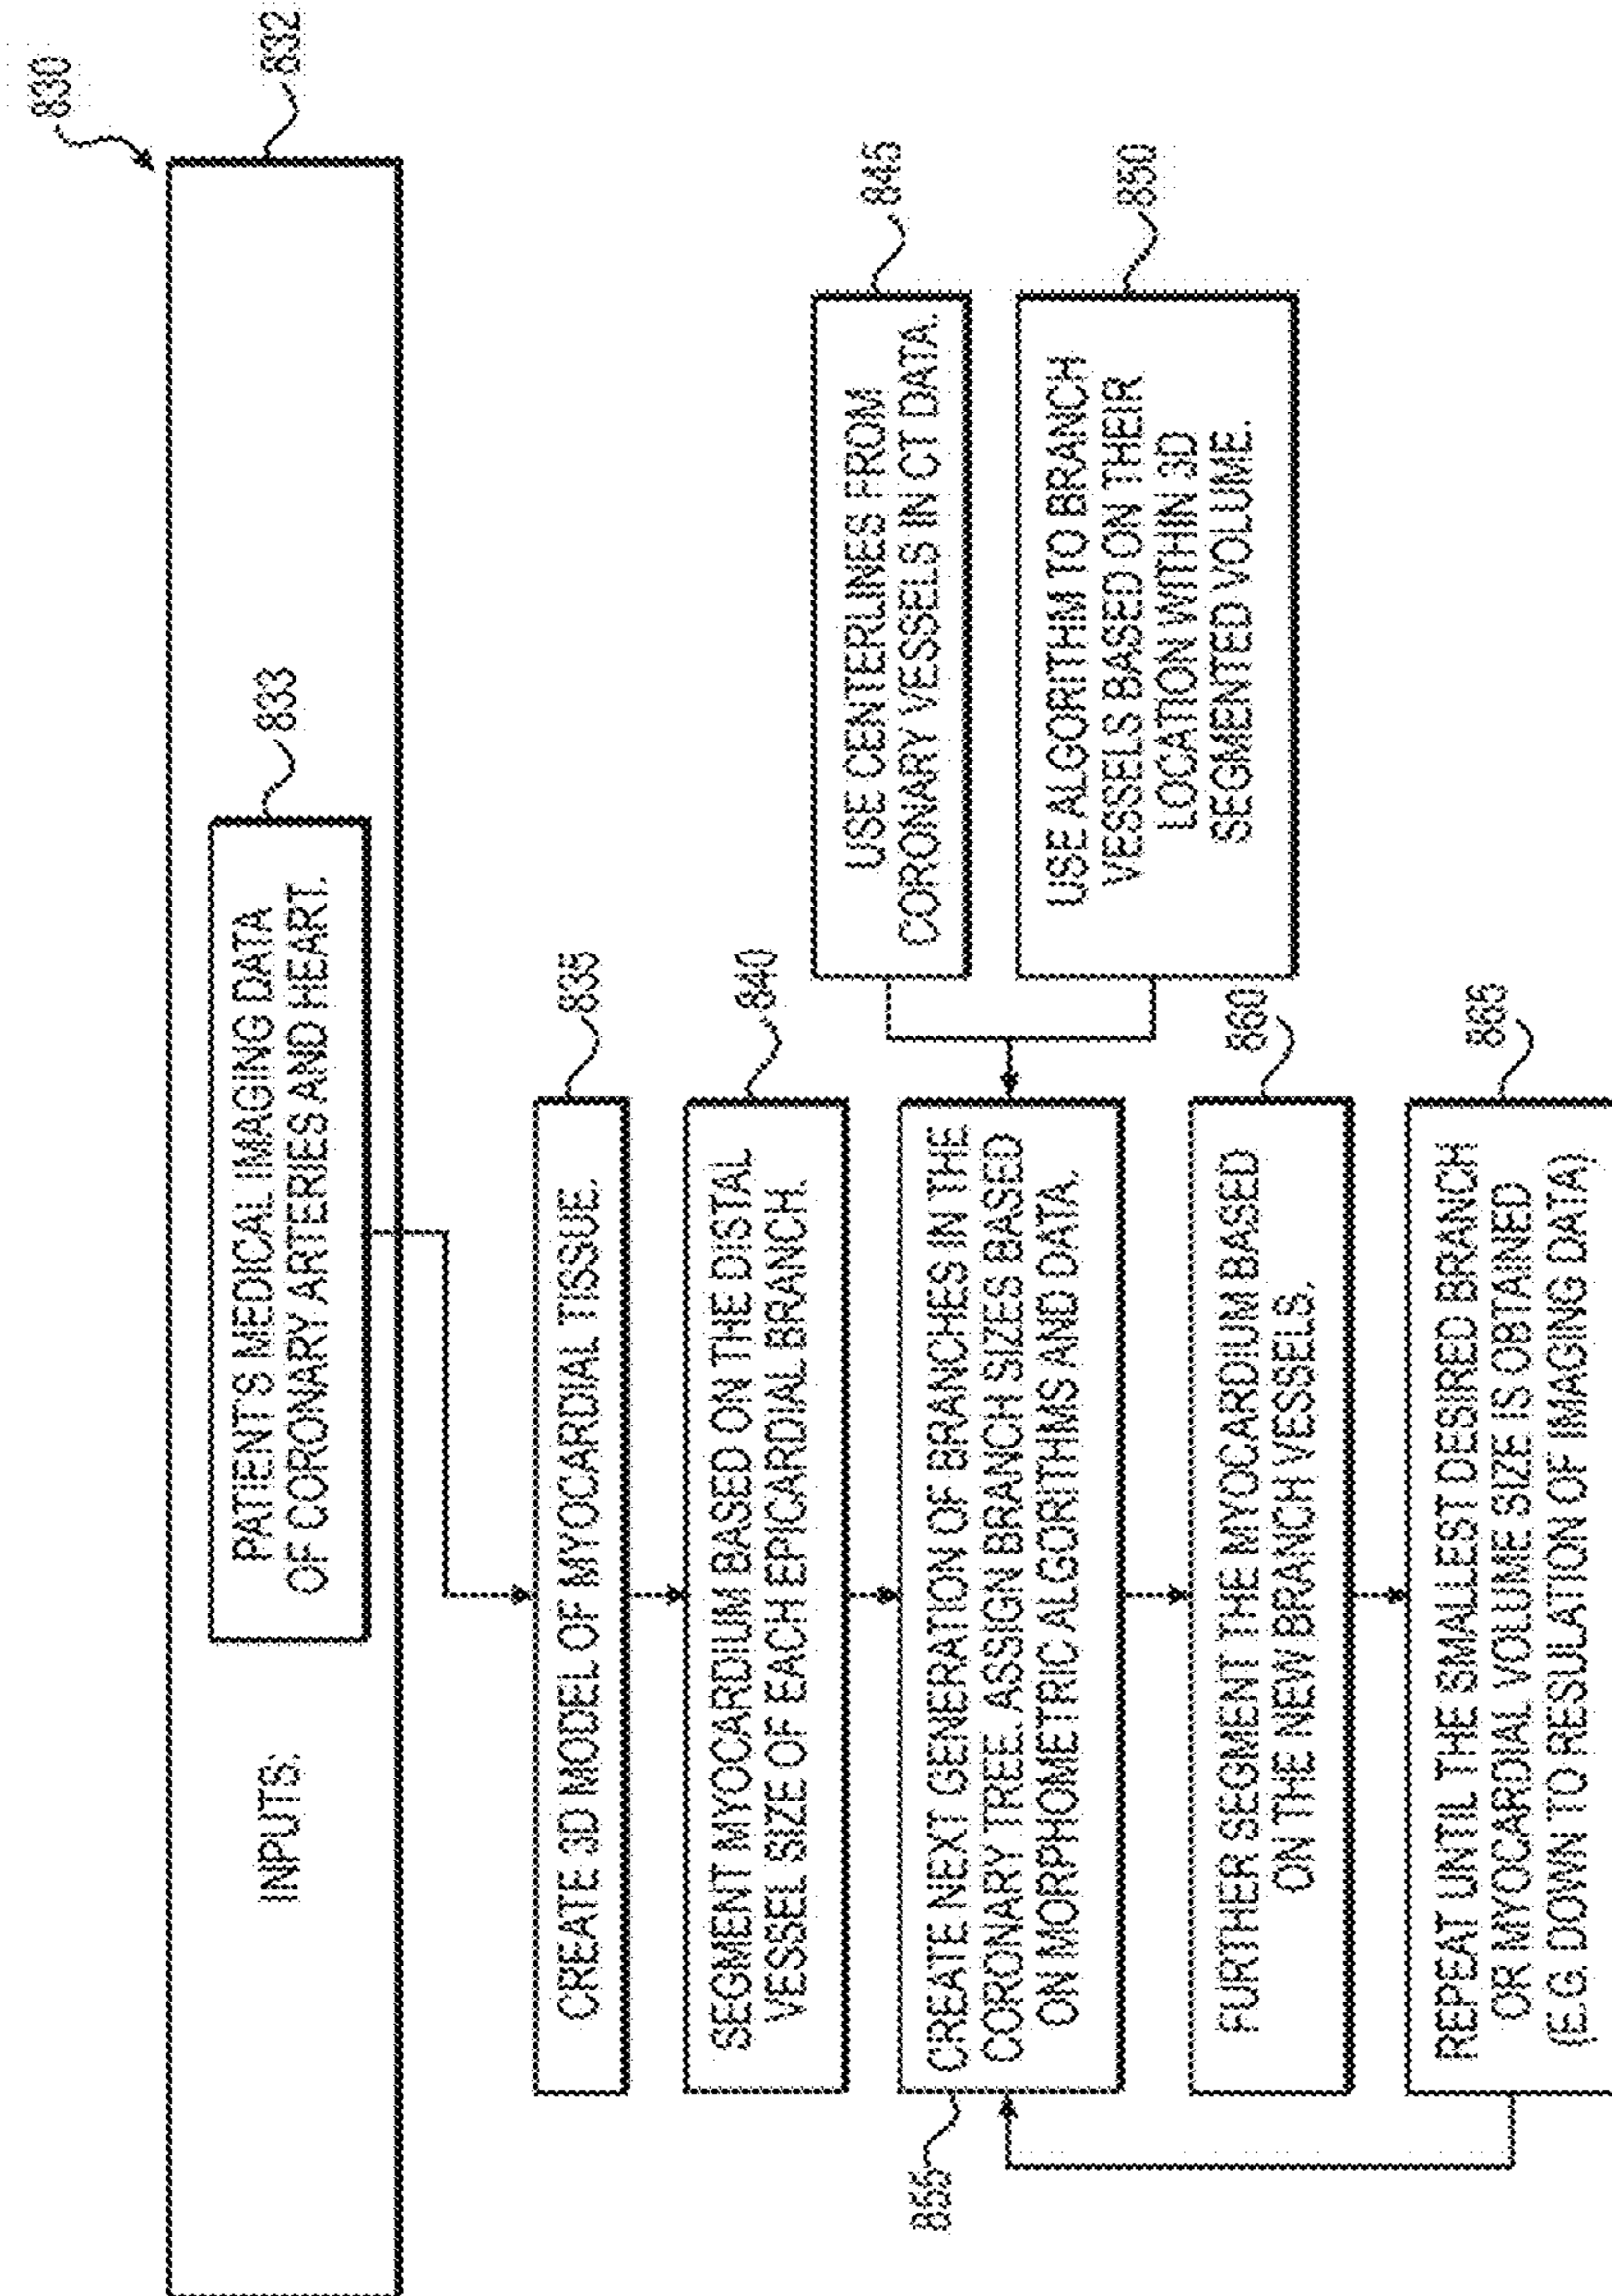 830
832
INPUTS:
833
PATIENT'S MEDICAL IMAGING DATA
OF CORONARY ARTERIES AND HEART.
835
CREATE 3D MODEL OF MYOCARDIAL TISSUE.
840
SEGMENT MYOCARDIUM BASED ON THE DISTAL
VESSEL SIZE OF EACH EPICARDIAL BRANCH.
845
USE CENTERLINES FROM
CORONARY VESSELS IN CT DATA.
850
USE ALGORITHM TO BRANCH
VESSELS BASED ON THEIR
LOCATION WITHIN 3D
SEGMENTED VOLUME.
855
CREATE NEXT GENERATION OF BRANCHES IN THE
CORONARY TREE. ASSIGN BRANCH SIZES BASED
ON MORPHOMETRIC ALGORITHMS AND DATA.
860
FURTHER SEGMENT THE MYOCARDIUM BASED
ON THE NEW BRANCH VESSELS.
865
REPEAT UNTIL THE SMALLEST DESIRED BRANCH
OR MYOCARDIAL VOLUME SIZE IS OBTAINED
(E.G. DOWN TO RESULATION OF IMAGING DATA)